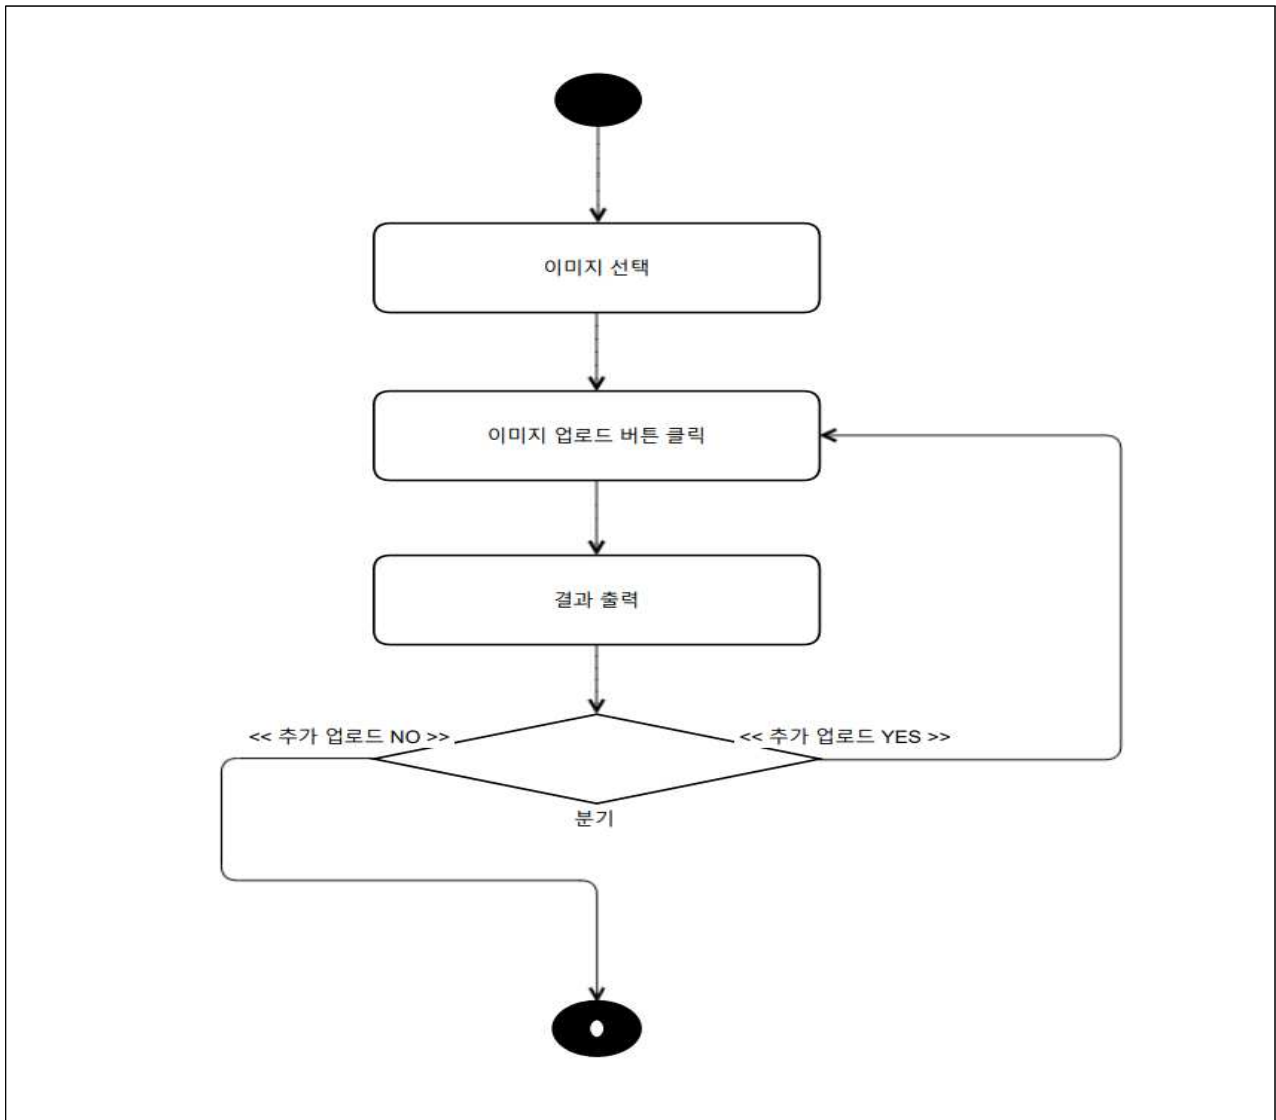 이미지 선택
이미지 업로드 버튼 클릭
결과 출력
<< 추가 업로드 NO >>
<< 추가 업로드 YES >>
분기